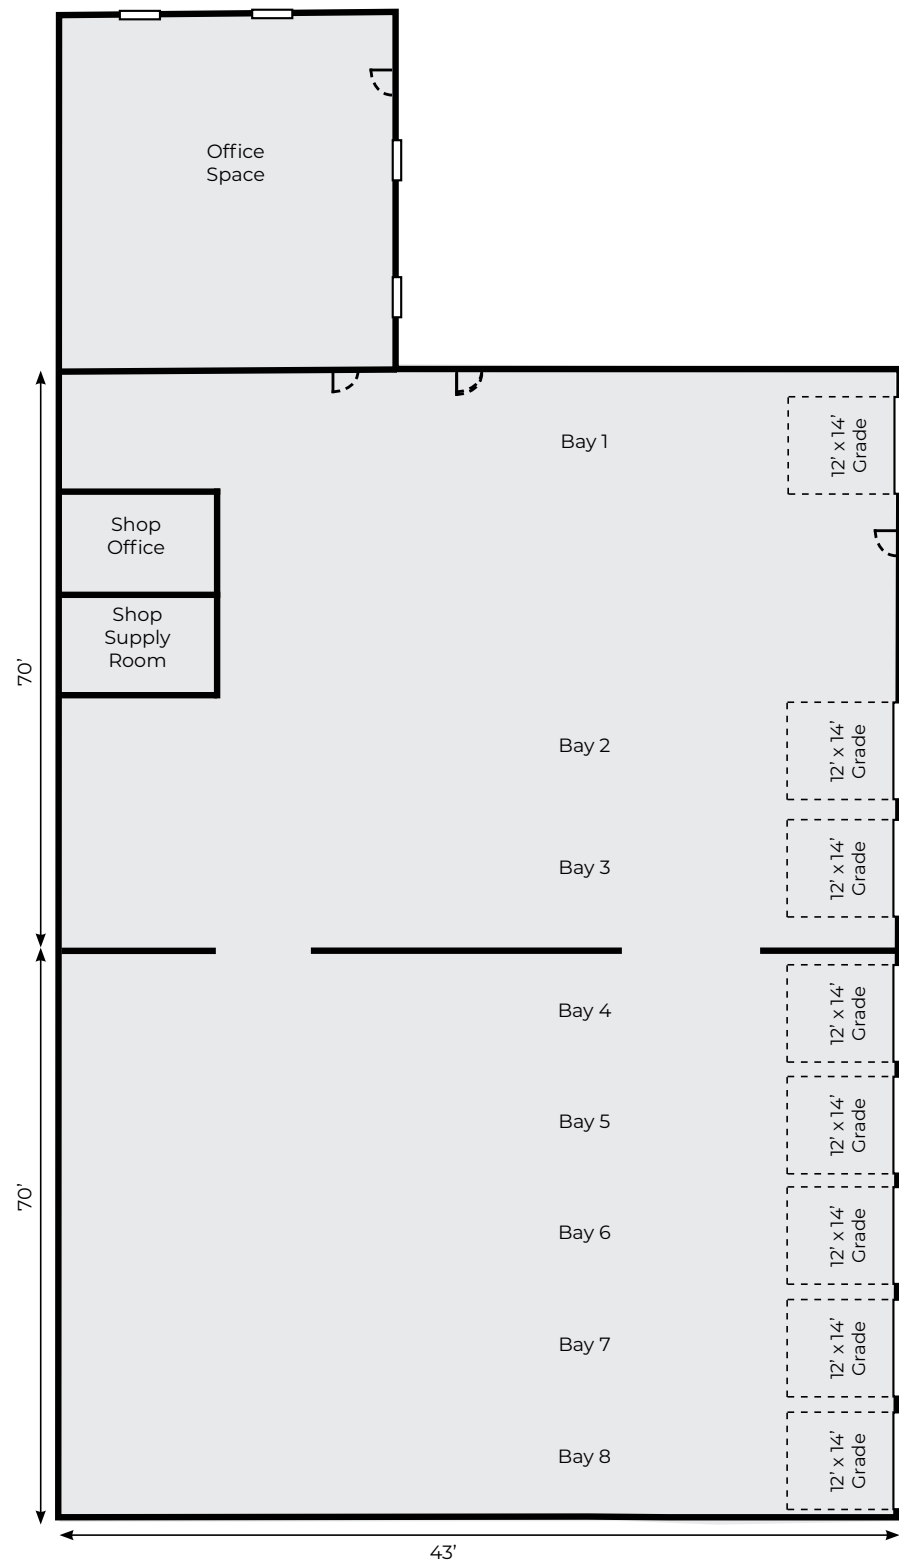 Office
Space
Bay 1
12' x 14'
Grade
Shop
Office
Shop
Supply
Room
70'
Bay 2
12' x 14'
Grade
Bay 3
12' x 14'
Grade
Bay 4
12' x 14'
Grade
Bay 5
12' x 14'
Grade
70'
Bay 6
12' x 14'
Grade
Bay 7
12' x 14'
Grade
Bay 8
12' x 14'
Grade
43'